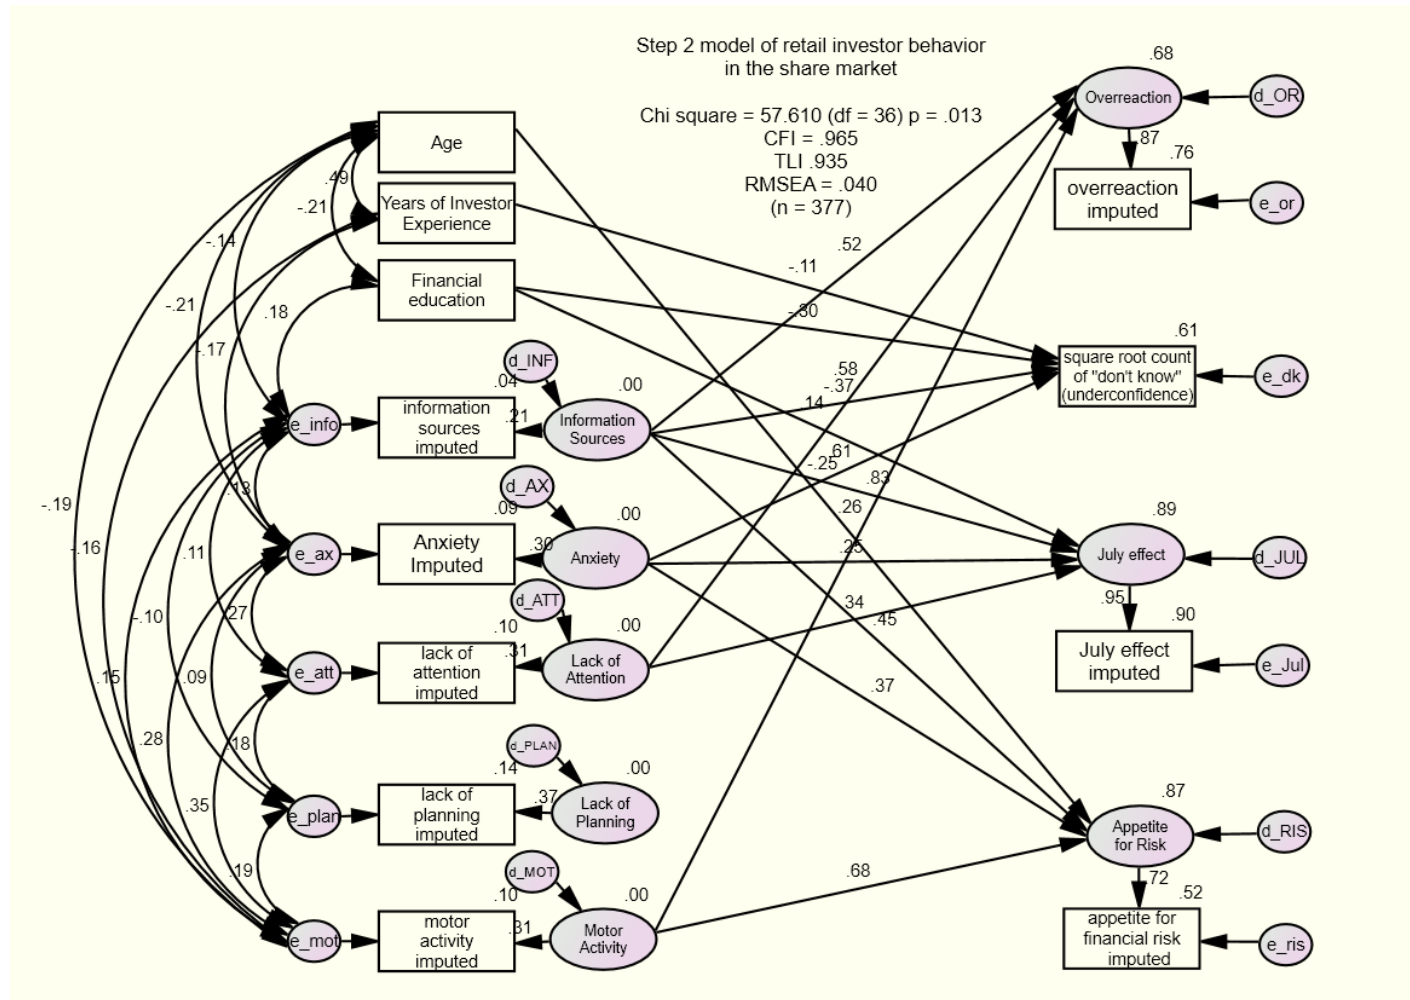 Step 2 model of retail investor behavior
in the share market
Chi square = 57.610 (df = 36) p = .013
CFI = .965
TLI .935
RMSEA = .040
(n = 377)
.68
Overreaction
d_OR
.87
.76
overreaction
imputed
e_or
Age
.49
-.21
Years of Investor
Experience
-.14
Financial
education
-.21
.18
-.17
.52
-.11
-.30
.61
square root count
of "don't know"
(underconfidence)
e_dk
d_INF
.04
.00
.21
information
sources
imputed
Information
Sources
e_info
.58
-.37
.14
.61
-.25
.83
.26
.25
.13
-.19
-.16
d_AX
.09
.00
.30
Anxiety
Imputed
Anxiety
e_ax
.11
.89
July effect
d_JUL
.95
.90
July effect
imputed
e_Jul
d_ATT
.10
.00
.31
lack of
attention
imputed
Lack of
Attention
e_att
-.10
.27
.34
.45
.15
.09
.37
.28
.18
d_PLAN
.14
.00
.37
lack of
planning
imputed
Lack of
Planning
e_plan
.35
.87
Appetite
for Risk
d_RIS
.72
.52
appetite for
financial risk
imputed
e_ris
.19
.68
d_MOT
.10
.00
.31
motor
activity
imputed
Motor
Activity
e_mot